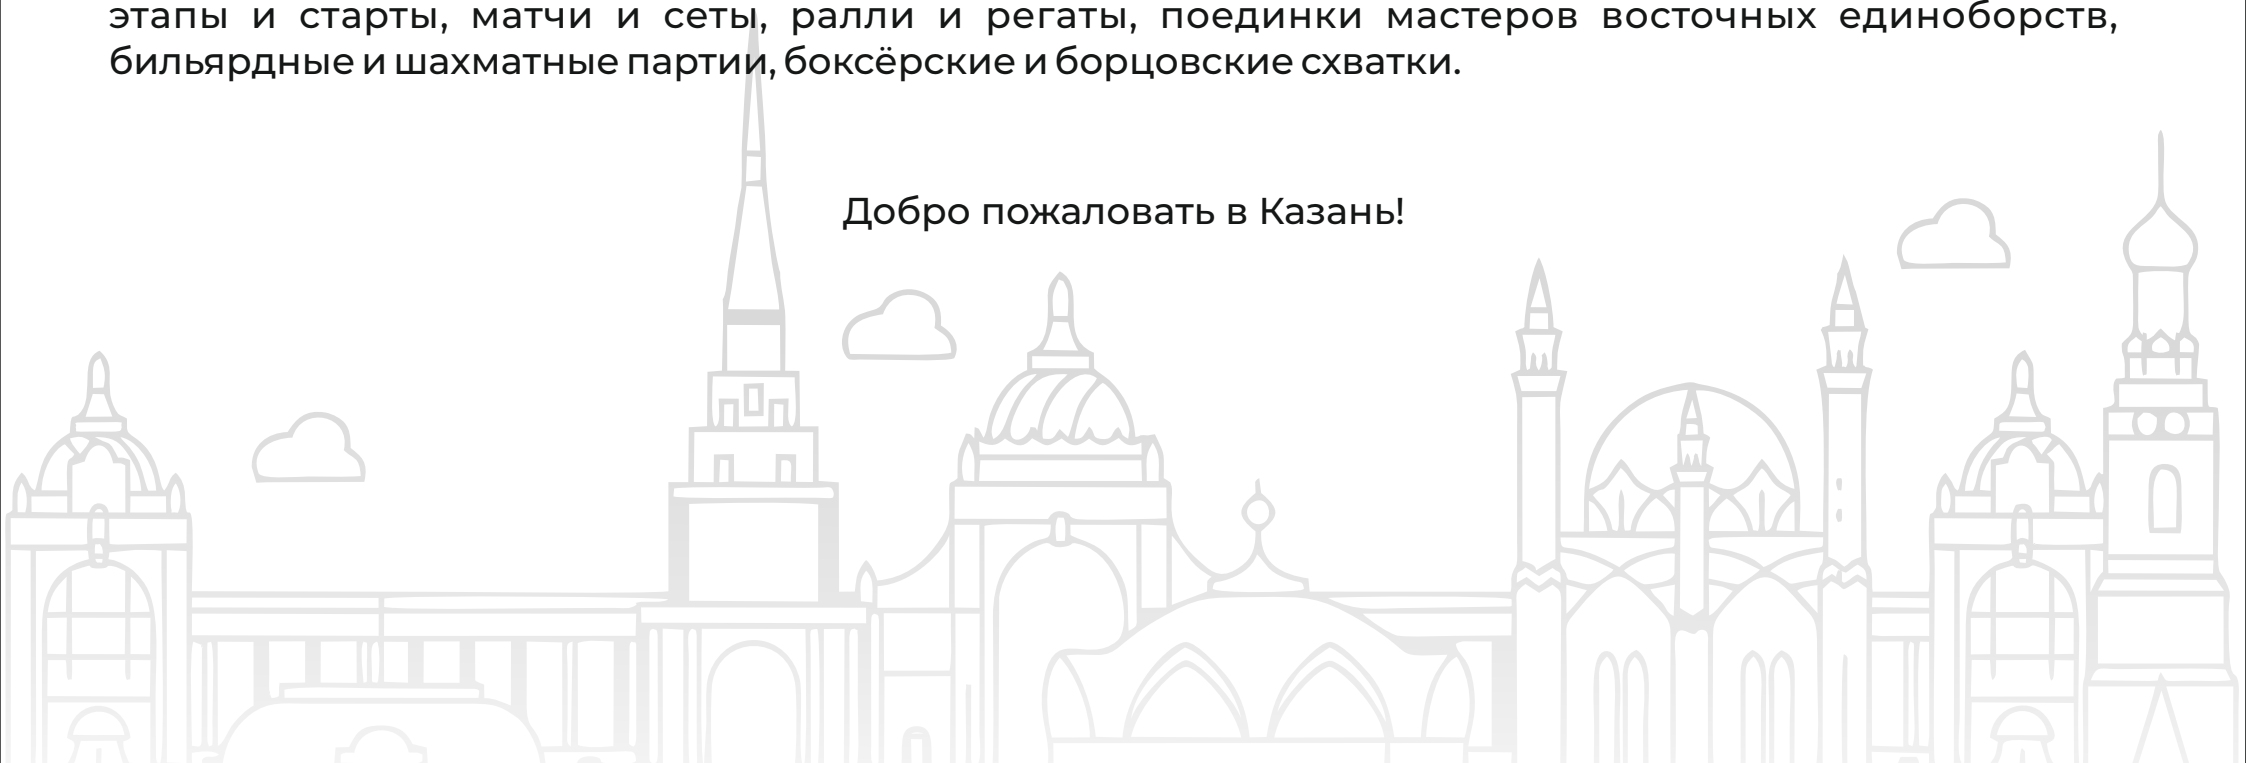 этапы и старты, матчи и сеты, ралли и регаты, поединки мастеров восточных единоборств,
бильярдные и шахматные партии, боксёрские и борцовские схватки.
Добро пожаловать в Казань!